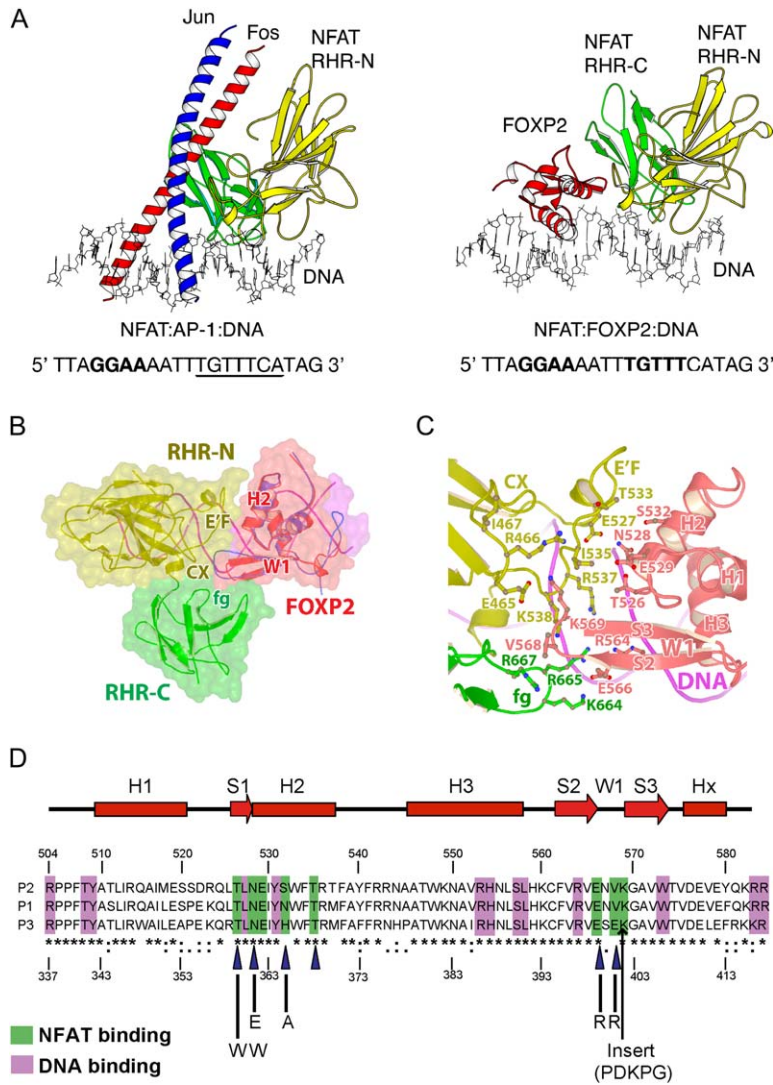 A
Jun
Fos
NFAT
RHR-N
NFAT
RHR-C
NFAT
RHR-N
FOXP2
DNA
DNA
NFAT:AP-1:DNA
NFAT:FOXP2:DNA
5' TTAGGAAAATTTGTTTCATAG 3'
5' TTAGGAAAATTTGTTTCATAG 3'
B
RHR-N
E'F
H2
W1
CX
fg
FOXP2
RHR-C
C
CX
E'F
T533
I467
E527
S532
H2
R466
N528
I535
E529
H1
R537
T526
E465
K538
H3
K569
S3
V568
R564
W1
S2
R667
R665
DNA
E566
fg
K664
D
H1 S1 H2 H3 S2 W1 S3 Hx
504 510 520 530 540 550 560 570 580
P2 RPPFTYATLIRQAIMESSDRQLTLNEIYSWFTRTFAYFRRNAATWKNAVRHNLSLHKCFVRVENVKGAVWTVDEVEYQKRR
P1 RPPFTYASLIRQAILESPEKQLTLNEIYNWFTRMFAYFRRNAATWKNAVRHNLSLHKCFVRVENVKGAVWTVDEVEYQKRR
P3 RPPFTYATLIRWAILEAPEKQRTLNEIYHWFTRMFAFFRNHPATWKNAVRHNLSLHKCFVRVESEKGAVWTVDELEFRKKR
337 343 353 363 373 383 393 403 413
E A R R
W W
Insert
(PDKPG)
NFAT binding
DNA binding